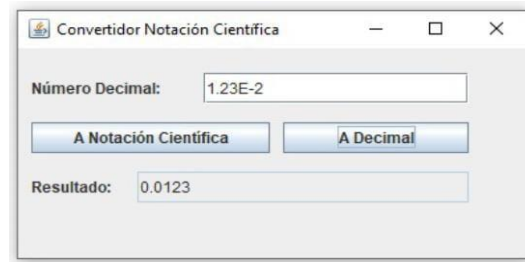 Convertidor Notación Científica
Número Decimal: 1.23E-2
A Notación Científica A Decimal
Resultado: 0.0123